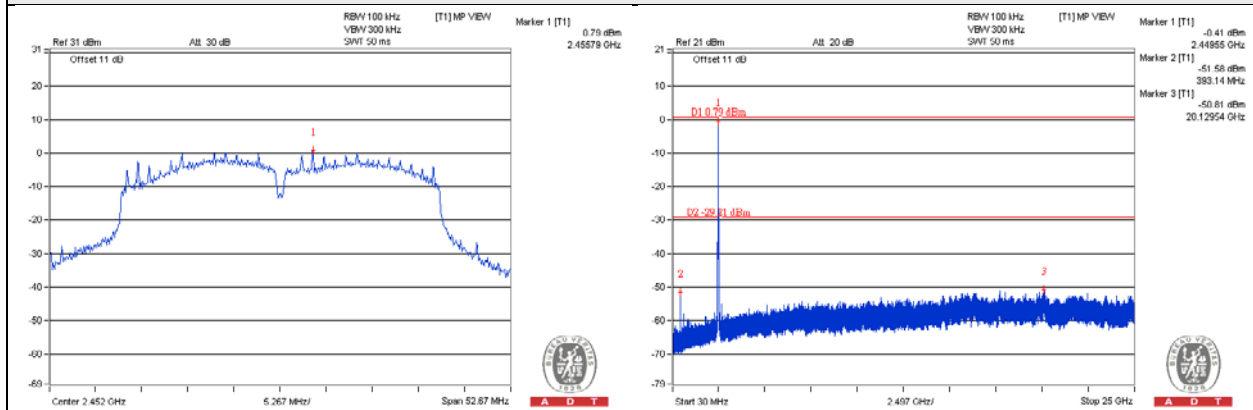 RBW 100 kHz
[T1] MP VIEW
VBW 300 kHz
Ref 31 dBm
Att 30 dB
SWT 50 ms
Marker 1 [T1]
0.79 dBm
2.45579 GHz
31
Offset 11 dB
20
10
1
0
-10
-20
-30
-40
-50
-60
-69
Center 2.452 GHz
5.267 MHz/
Span 52.67 MHz
BUREAU VERITAS
1828
A D T
RBW 100 kHz
[T1] MP VIEW
VBW 300 kHz
Ref 21 dBm
Att 20 dB
SWT 50 ms
Marker 1 [T1]
-0.41 dBm
2.44955 GHz
Marker 2 [T1]
-51.58 dBm
393.14 MHz
Marker 3 [T1]
-50.81 dBm
20.12954 GHz
21
Offset 11 dB
10
1
D1 0.79 dBm
0
-10
-20
D2 -29.21 dBm
-30
-40
2
3
-50
-60
-70
-79
Start 30 MHz
2.497 GHz/
Stop 25 GHz
BUREAU VERITAS
1828
A D T